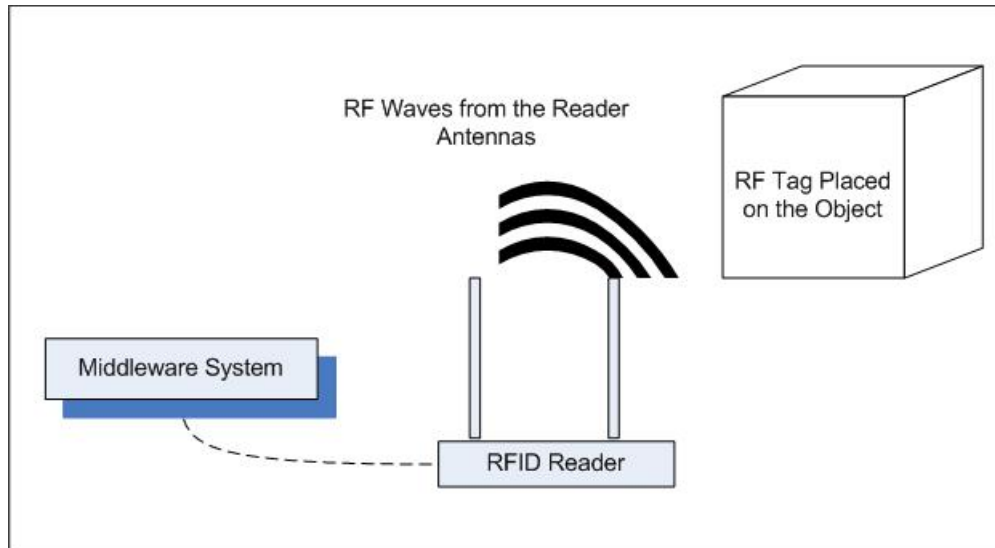 RF Waves from the Reader
Antennas
RF Tag Placed
on the Object
Middleware System
RFID Reader